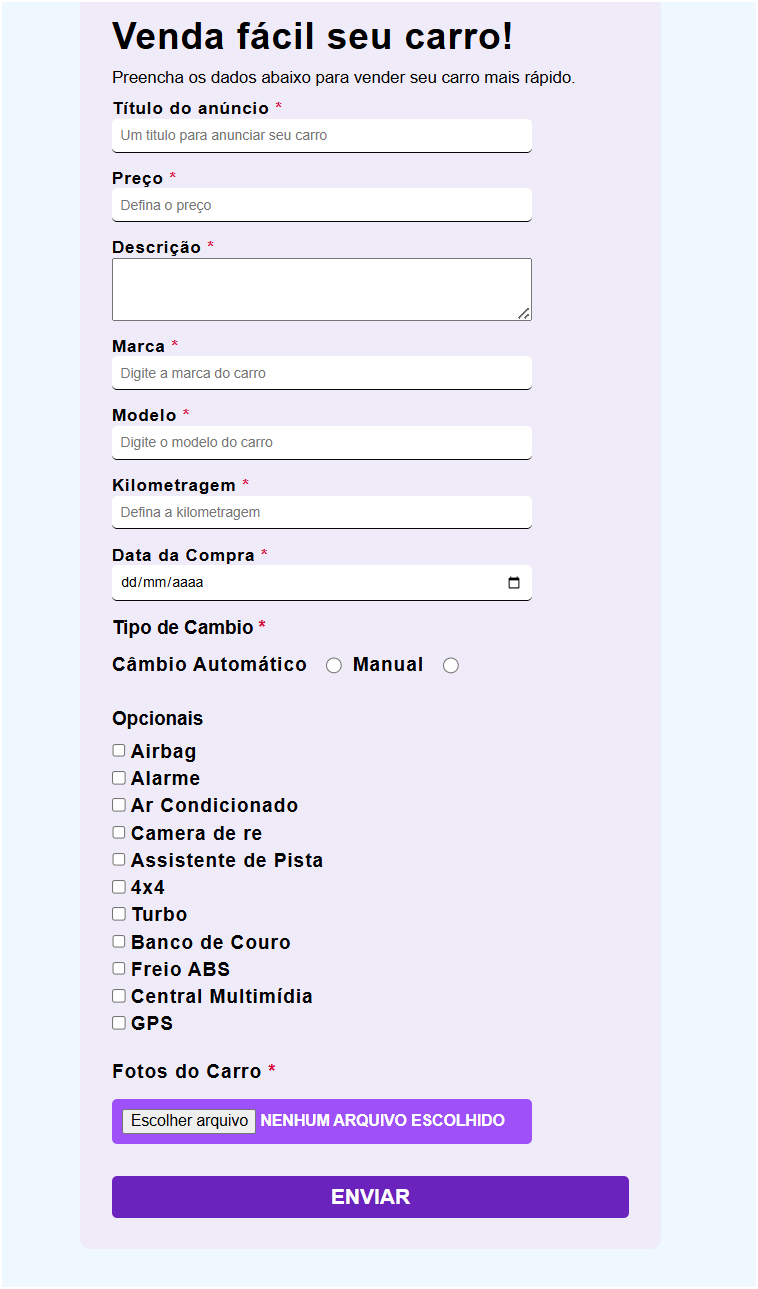 Venda fácil seu carro!
Preencha os dados abaixo para vender seu carro mais rápido.
Título do anúncio *
Um titulo para anunciar seu carro
Preço *
Defina o preço
Descrição *
Marca *
Digite a marca do carro
Modelo *
Digite o modelo do carro
Kilometragem *
Defina a kilometragem
Data da Compra *
dd/mm/aaaa
Tipo de Cambio *
Câmbio Automático Manual
Opcionais
Airbag
Alarme
Ar Condicionado
Camera de re
Assistente de Pista
4x4
Turbo
Banco de Couro
Freio ABS
Central Multimídia
GPS
Fotos do Carro *
Escolher arquivo NENHUM ARQUIVO ESCOLHIDO
ENVIAR